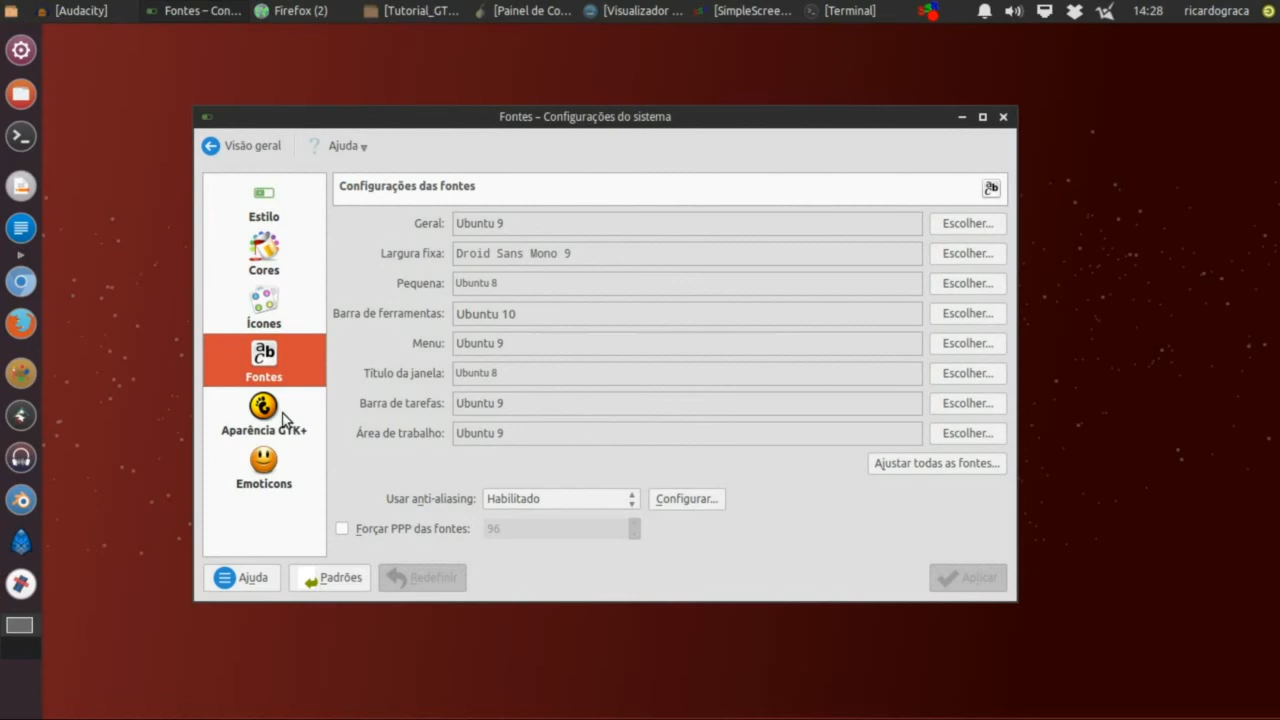 [Audacity] Fontes – Con... Firefox (2) [Tutorial_GT... [Painel de Co... [Visualizador ... [SimpleScree... [Terminal] 14:28 ricardograca
Fontes – Configurações do sistema
Visão geral Ajuda
Configurações das fontes
Estilo
Cores
Ícones
Fontes
Aparência GTK+
Emoticons
Geral: Ubuntu 9 Escolher...
Largura fixa: Droid Sans Mono 9 Escolher...
Pequena: Ubuntu 8 Escolher...
Barra de ferramentas: Ubuntu 10 Escolher...
Menu: Ubuntu 9 Escolher...
Título da janela: Ubuntu 8 Escolher...
Barra de tarefas: Ubuntu 9 Escolher...
Área de trabalho: Ubuntu 9 Escolher...
Ajustar todas as fontes...
Usar anti-aliasing: Habilitado Configurar...
Forçar PPP das fontes: 96
Ajuda Padrões Redefinir Aplicar